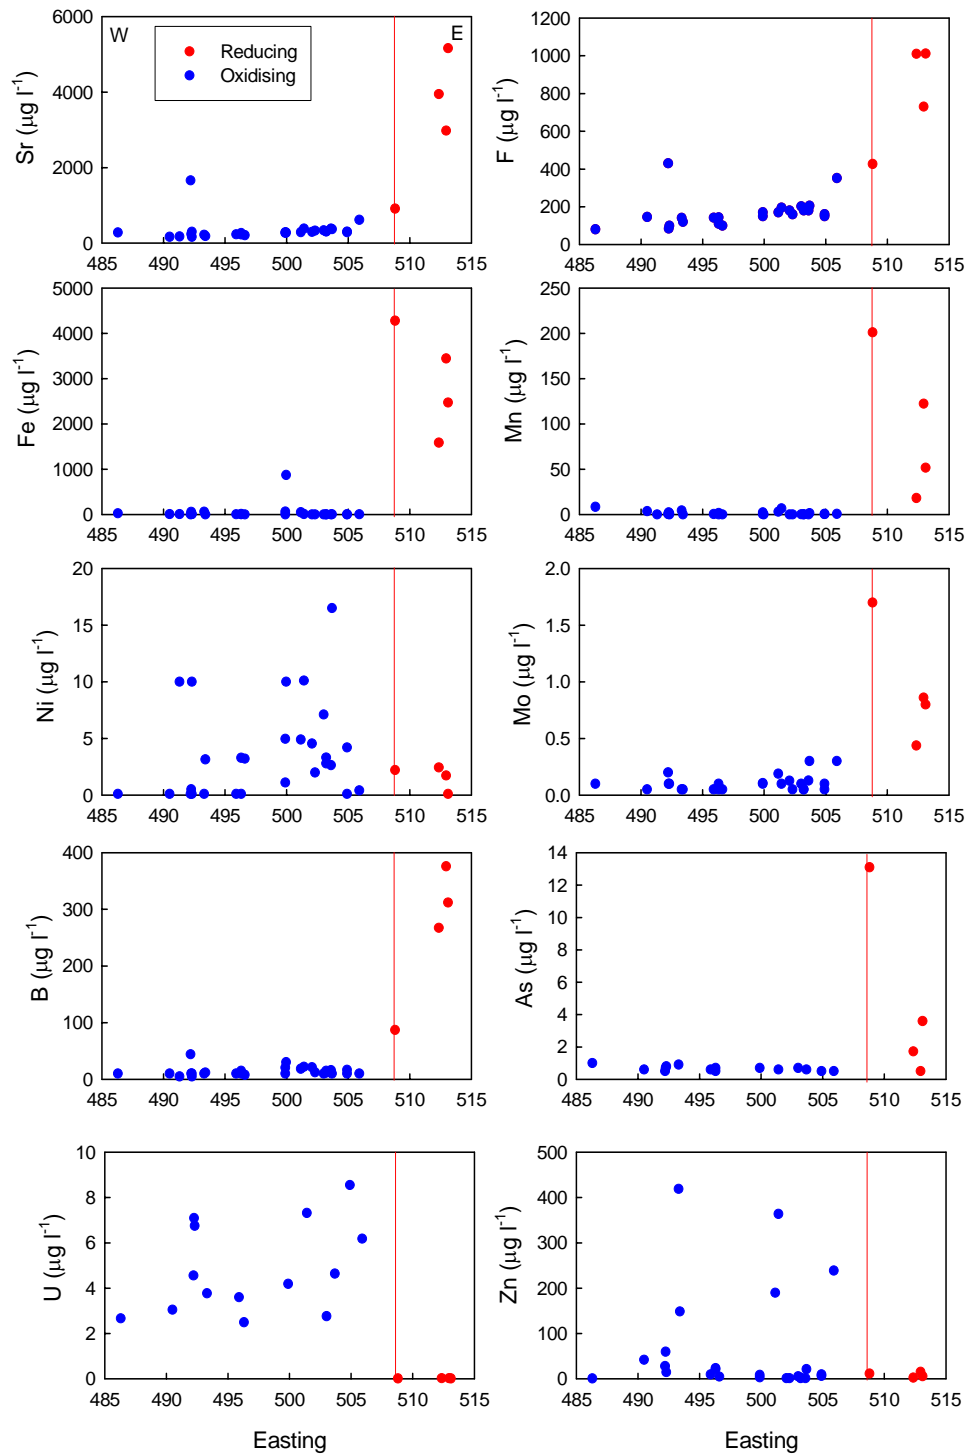 W
E
Reducing
Oxidising
Sr (µg l-1)
6000
4000
2000
0
485 490 495 500 505 510 515
F (µg l-1)
1200
1000
800
600
400
200
0
485 490 495 500 505 510 515
Fe (µg l-1)
5000
4000
3000
2000
1000
0
485 490 495 500 505 510 515
Mn (µg l-1)
250
200
150
100
50
0
485 490 495 500 505 510 515
Ni (µg l-1)
20
15
10
5
0
485 490 495 500 505 510 515
Mo (µg l-1)
2.0
1.5
1.0
0.5
0.0
485 490 495 500 505 510 515
B (µg l-1)
400
300
200
100
0
485 490 495 500 505 510 515
As (µg l-1)
14
12
10
8
6
4
2
0
485 490 495 500 505 510 515
U (µg l-1)
10
8
6
4
2
0
485 490 495 500 505 510 515
Easting
Zn (µg l-1)
500
400
300
200
100
0
485 490 495 500 505 510 515
Easting